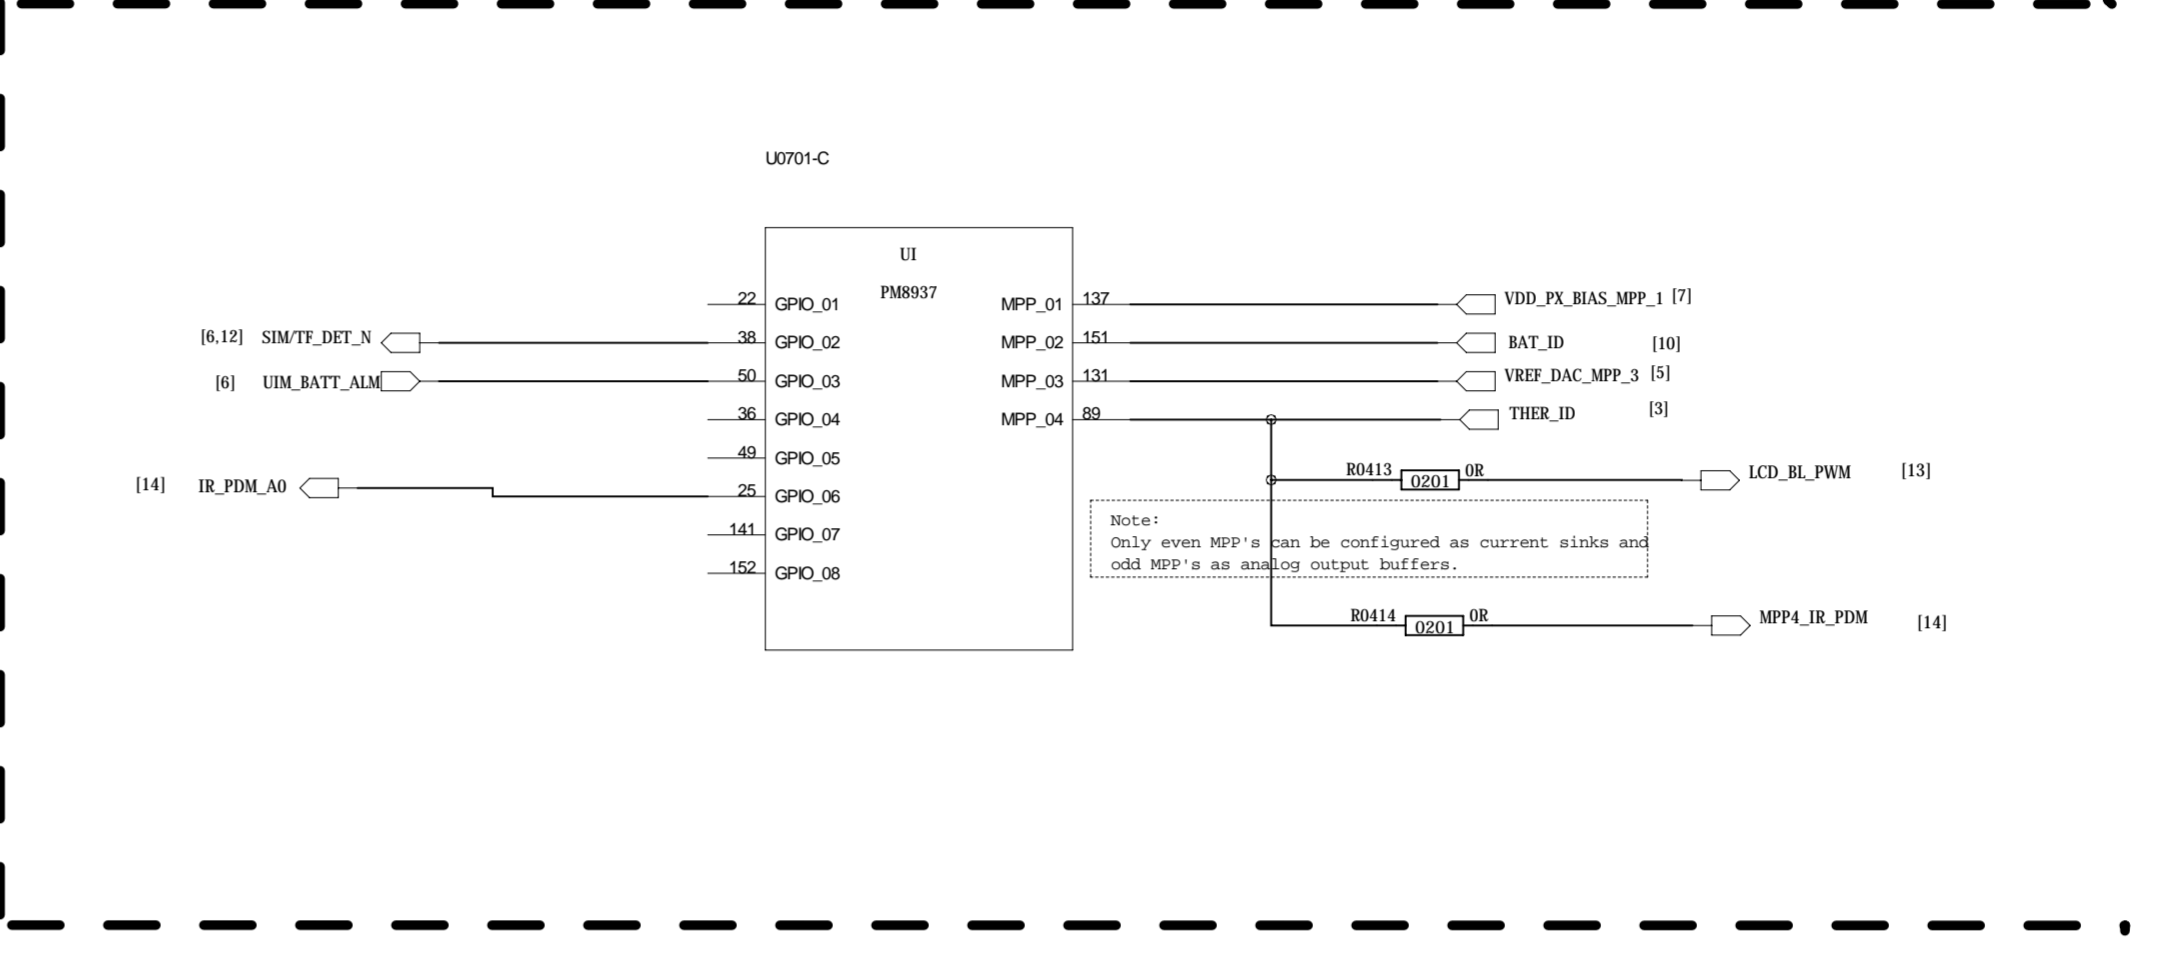 U0701-C
UI
PM8937
22 GPIO_01 MPP_01 137 VDD_PX_BIAS_MPP_1 [7]
[6,12] SIM/TF_DET_N 38 GPIO_02 MPP_02 151 BAT_ID [10]
[6] UIM_BATT_ALM 50 GPIO_03 MPP_03 131 VREF_DAC_MPP_3 [5]
36 GPIO_04 MPP_04 89 THER_ID [3]
49 GPIO_05 R0413 0201 0R LCD_BL_PWM [13]
[14] IR_PDM_A0 25 GPIO_06
Note:
141 GPIO_07
Only even MPP's can be configured as current sinks and
odd MPP's as analog output buffers.
152 GPIO_08
R0414 0201 0R MPP4_IR_PDM [14]